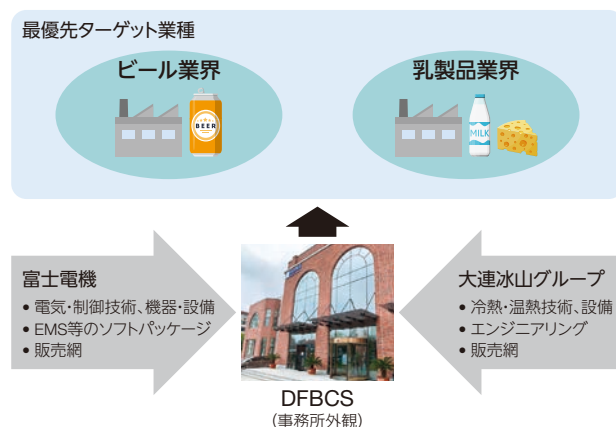 最優先ターゲット業種
ビール業界
乳製品業界
BEER
MILK
富士電機
• 電気・制御技術、機器・設備
• EMS等のソフトパッケージ
• 販売網
大連冰山グループ
• 冷熱・温熱技術、設備
• エンジニアリング
• 販売網
DFBCS
(事務所外観)